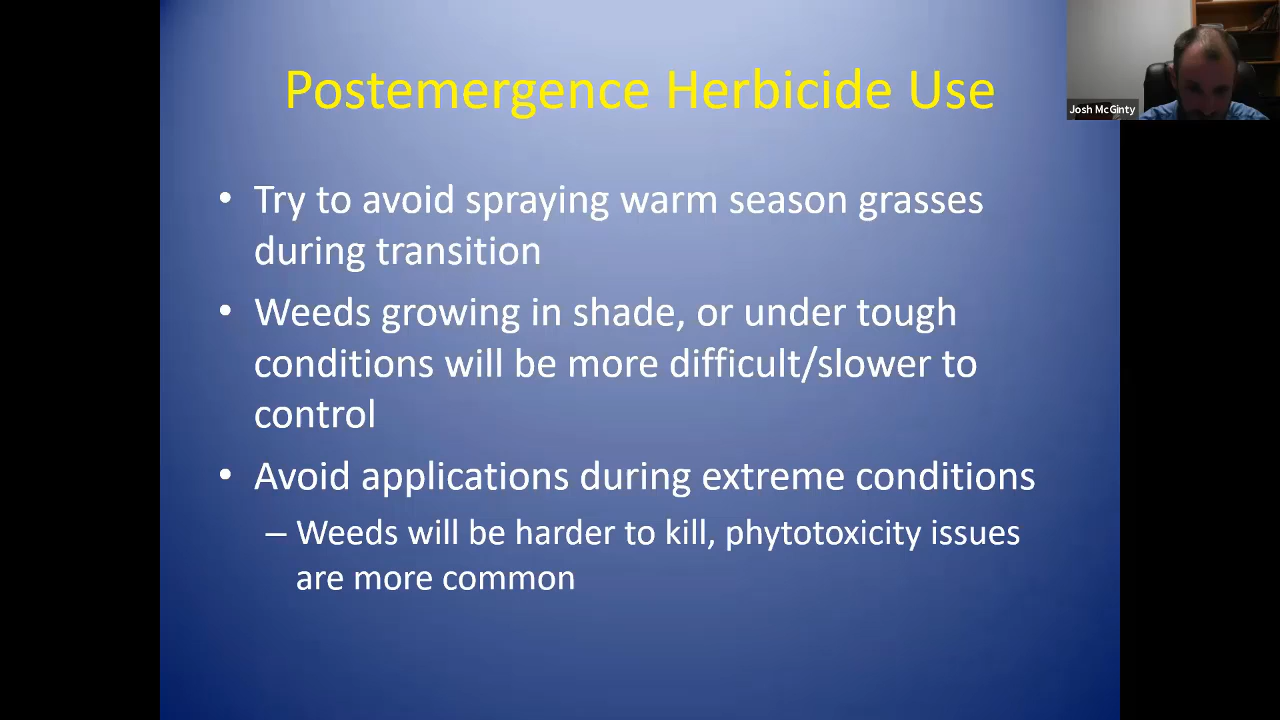 Postemergence Herbicide Use
Josh McGinty
• Try to avoid spraying warm season grasses
during transition
• Weeds growing in shade, or under tough
conditions will be more difficult/slower to
control
• Avoid applications during extreme conditions
– Weeds will be harder to kill, phytotoxicity issues
are more common